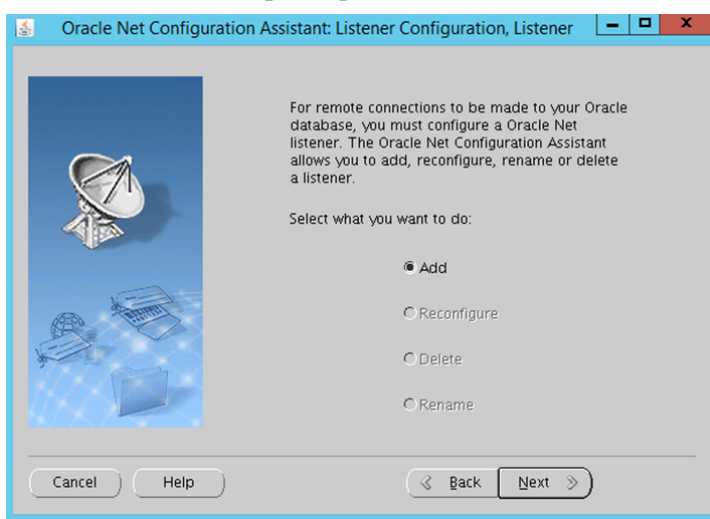 Oracle Net Configuration Assistant: Listener Configuration, Listener
For remote connections to be made to your Oracle
database, you must configure a Oracle Net
listener. The Oracle Net Configuration Assistant
allows you to add, reconfigure, rename or delete
a listener.
Select what you want to do:
Add
Reconfigure
Delete
Rename
Cancel
Help
Back
Next